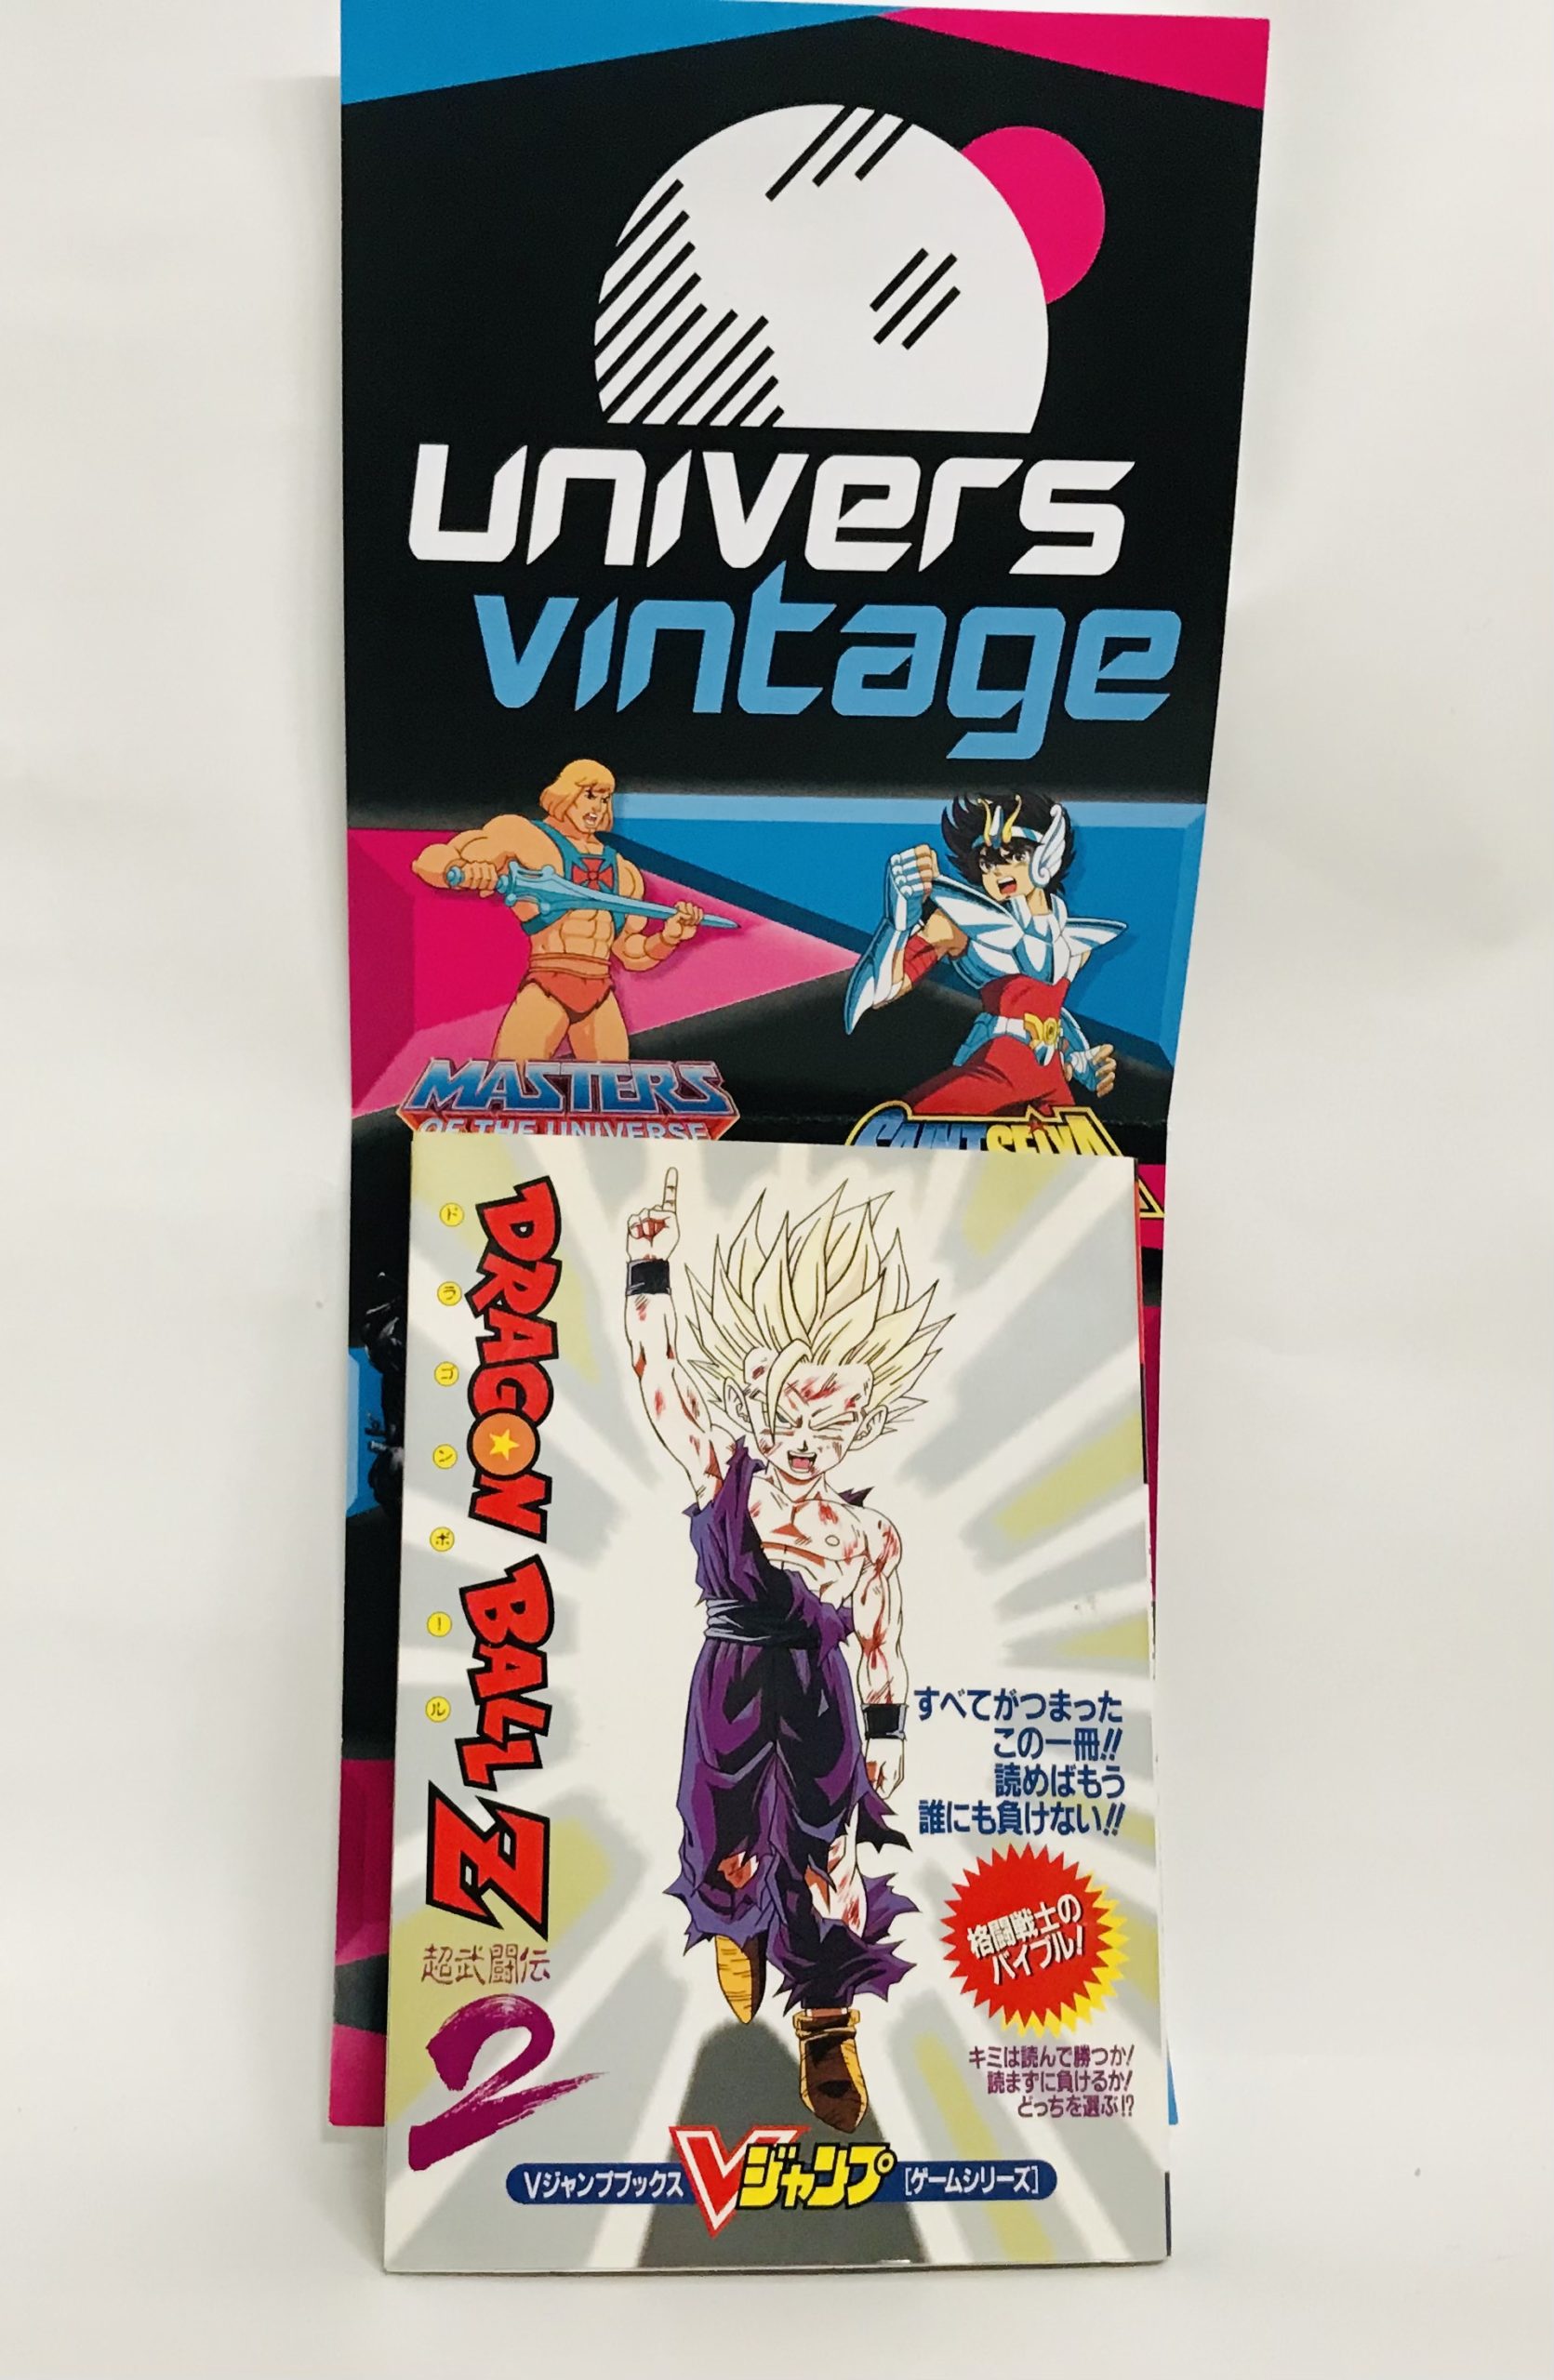 univers
vintage
MASTERS
OF THE UNIVERSE
SAINT SEIYA
ドラゴンボール
DRAGON BALL Z
超武闘伝
2
すべてがつまった
この一冊!!
読めばもう
誰にも負けない!!
格闘戦士の
バイブル!
キミは読んで勝つか!
読まずに負けるか!
どっちを選ぶ!?
Vジャンプブックス Vジャンプ [ゲームシリーズ]